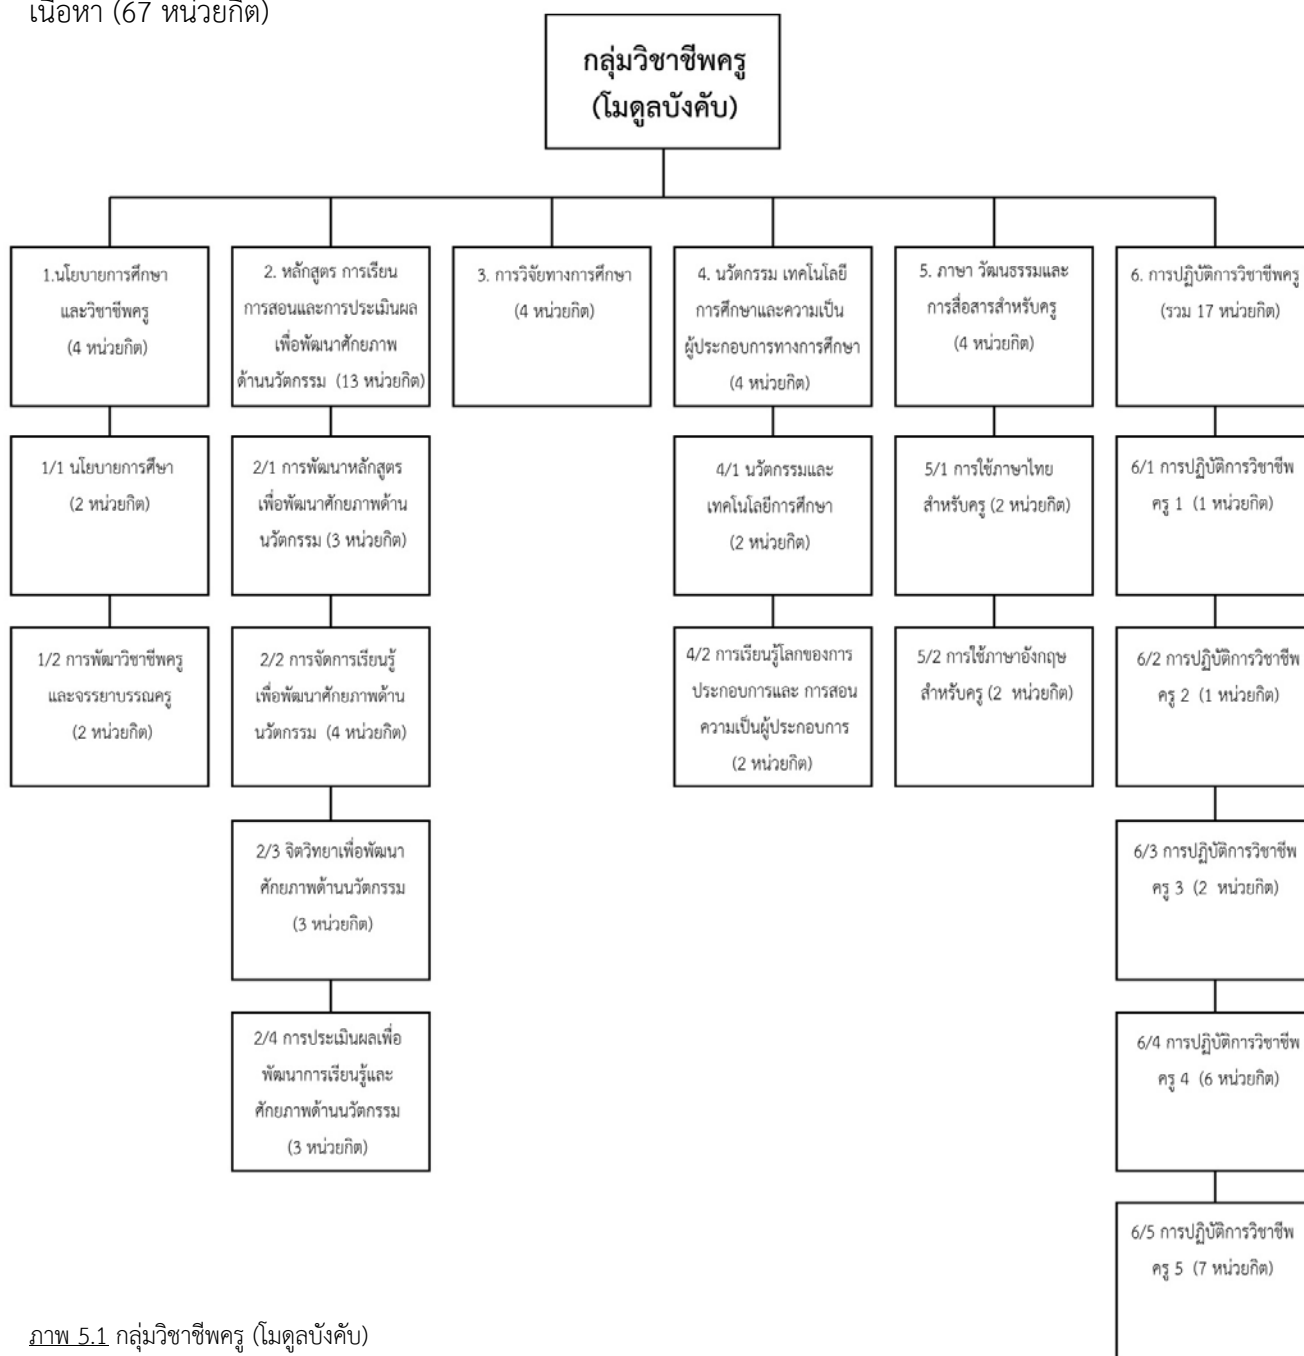 เนื้อหา (67 หน่วยกิต)
กลุ่มวิชาชีพครู
(โมดูลบังคับ)
1.นโยบายการศึกษา
และวิชาชีพครู
(4 หน่วยกิต)
2. หลักสูตร การเรียน
การสอนและการประเมินผล
เพื่อพัฒนาศักยภาพ
ด้านนวัตกรรม (13 หน่วยกิต)
3. การวิจัยทางการศึกษา
(4 หน่วยกิต)
4. นวัตกรรม เทคโนโลยี
การศึกษาและความเป็น
ผู้ประกอบการทางการศึกษา
(4 หน่วยกิต)
5. ภาษา วัฒนธรรมและ
การสื่อสารสำหรับครู
(4 หน่วยกิต)
6. การปฏิบัติการวิชาชีพครู
(รวม 17 หน่วยกิต)
1/1 นโยบายการศึษา
(2 หน่วยกิต)
2/1 การพัฒนาหลักสูตร
เพื่อพัฒนาศักยภาพด้าน
นวัตกรรม (3 หน่วยกิต)
4/1 นวัตกรรมและ
เทคโนโลยีการศึกษา
(2 หน่วยกิต)
5/1 การใช้ภาษาไทย
สำหรับครู (2 หน่วยกิต)
6/1 การปฏิบัติการวิชาชีพ
ครู 1 (1 หน่วยกิต)
1/2 การพัฒาวิชาชีพครู
และจรรยาบรรณครู
(2 หน่วยกิต)
2/2 การจัดการเรียนรู้
เพื่อพัฒนาศักยภาพด้าน
นวัตกรรม (4 หน่วยกิต)
4/2 การเรียนรู้โลกของการ
ประกอบการและ การสอน
ความเป็นผู้ประกอบการ
(2 หน่วยกิต)
5/2 การใช้ภาษาอังกฤษ
สำหรับครู (2 หน่วยกิต)
6/2 การปฏิบัติการวิชาชีพ
ครู 2 (1 หน่วยกิต)
2/3 จิตวิทยาเพื่อพัฒนา
ศักยภาพด้านนวัตกรรม
(3 หน่วยกิต)
6/3 การปฏิบัติการวิชาชีพ
ครู 3 (2 หน่วยกิต)
2/4 การประเมินผลเพื่อ
พัฒนาการเรียนรู้และ
ศักยภาพด้านนวัตกรรม
(3 หน่วยกิต)
6/4 การปฏิบัติการวิชาชีพ
ครู 4 (6 หน่วยกิต)
6/5 การปฏิบัติการวิชาชีพ
ครู 5 (7 หน่วยกิต)
ภาพ 5.1 กลุ่มวิชาชีพครู (โมดูลบังคับ)